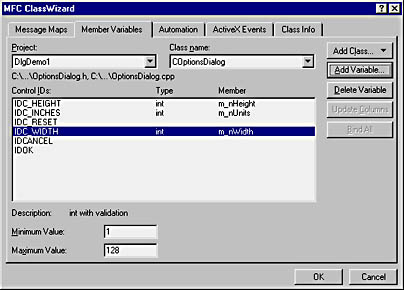 MFC ClassWizard
Message Maps Member Variables Automation ActiveX Events Class Info
Project: Class name:
DlgDemo1 COptionsDialog Add Class...
C:\...\OptionsDialog.h, C:\...\OptionsDialog.cpp Add Variable...
Control IDs: Type Member Delete Variable
IDC_HEIGHT int m_nHeight
IDC_INCHES int m_nUnits Update Columns
IDC_RESET
IDC_WIDTH int m_nWidth Bind All
IDCANCEL
IDOK
Description: int with validation
Minimum Value: 1
Maximum Value: 128
OK Cancel